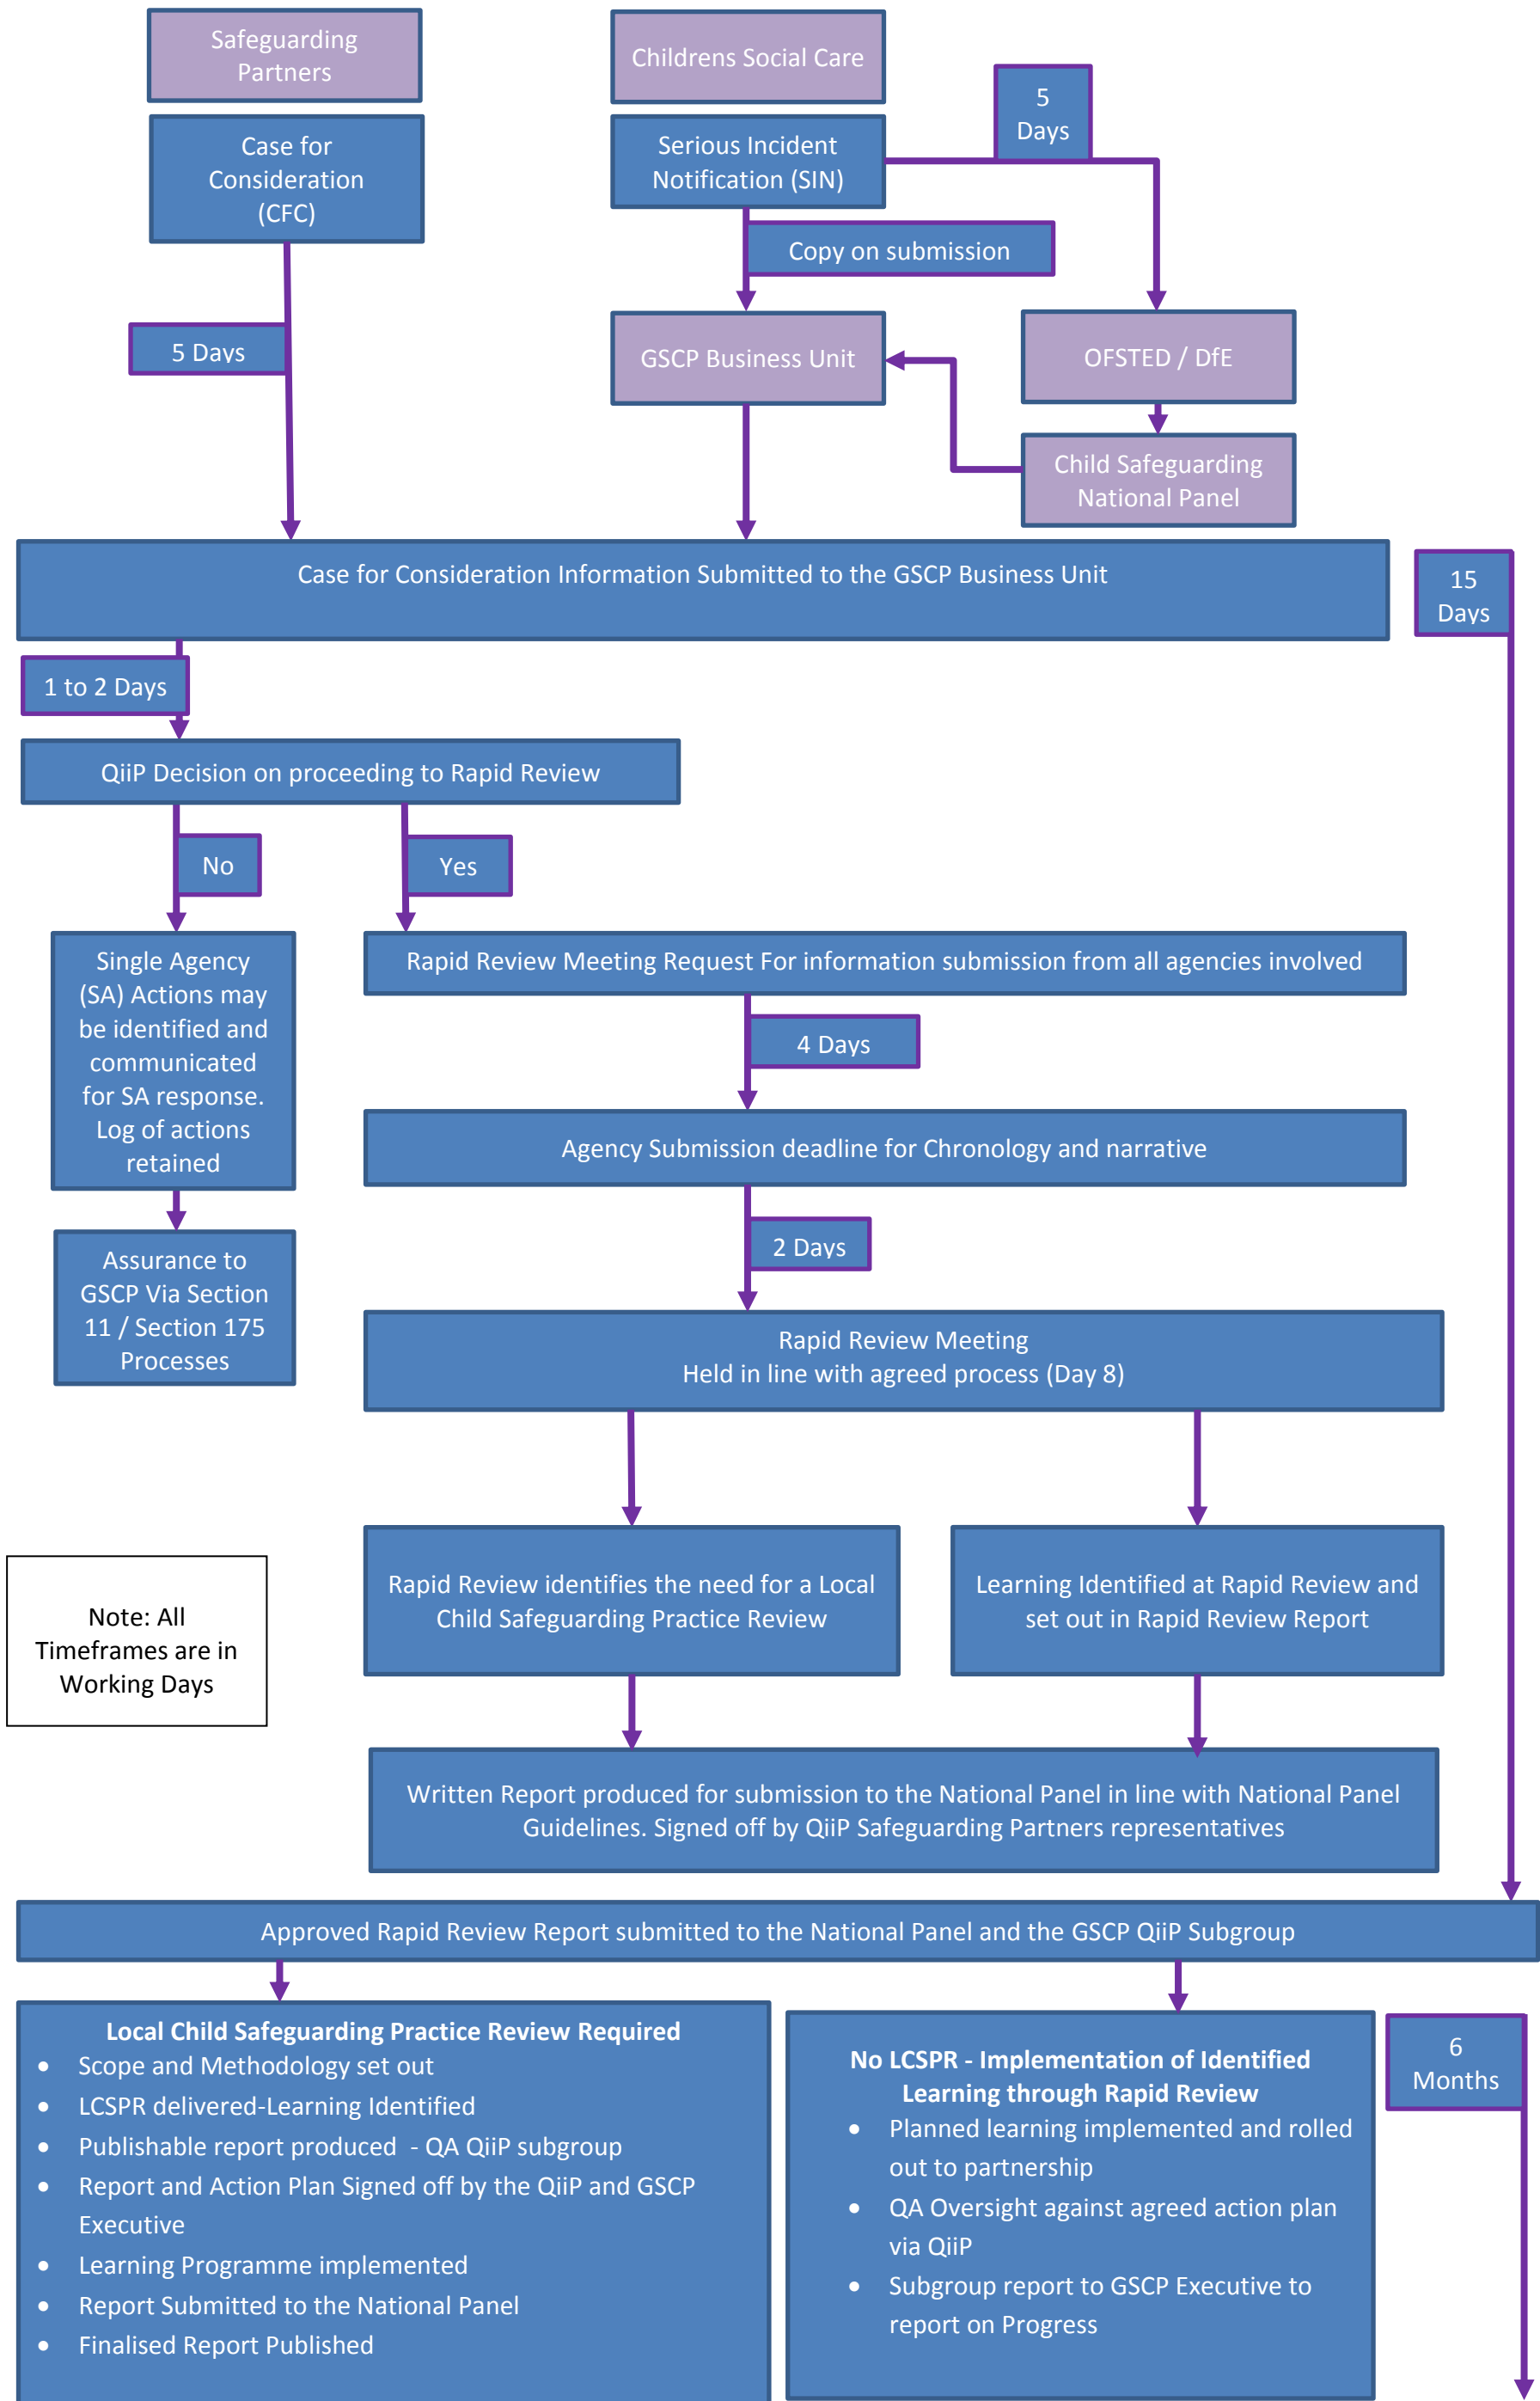 Safeguarding
Partners
Childrens Social Care
5
Days
Case for
Consideration
(CFC)
Serious Incident
Notification (SIN)
Copy on submission
5 Days
GSCP Business Unit
OFSTED / DfE
Child Safeguarding
National Panel
Case for Consideration Information Submitted to the GSCP Business Unit
15
Days
1 to 2 Days
QiiP Decision on proceeding to Rapid Review
No
Yes
Single Agency
(SA) Actions may
be identified and
communicated
for SA response.
Log of actions
retained
Rapid Review Meeting Request For information submission from all agencies involved
4 Days
Agency Submission deadline for Chronology and narrative
2 Days
Assurance to
GSCP Via Section
11 / Section 175
Processes
Rapid Review Meeting
Held in line with agreed process (Day 8)
Rapid Review identifies the need for a Local
Child Safeguarding Practice Review
Learning Identified at Rapid Review and
set out in Rapid Review Report
Note: All
Timeframes are in
Working Days
Written Report produced for submission to the National Panel in line with National Panel
Guidelines. Signed off by QiiP Safeguarding Partners representatives
Approved Rapid Review Report submitted to the National Panel and the GSCP QiiP Subgroup
Local Child Safeguarding Practice Review Required
• Scope and Methodology set out
• LCSPR delivered-Learning Identified
• Publishable report produced - QA QiiP subgroup
• Report and Action Plan Signed off by the QiiP and GSCP
Executive
• Learning Programme implemented
• Report Submitted to the National Panel
• Finalised Report Published
No LCSPR - Implementation of Identified
Learning through Rapid Review
• Planned learning implemented and rolled
out to partnership
• QA Oversight against agreed action plan
via QiiP
• Subgroup report to GSCP Executive to
report on Progress
6
Months